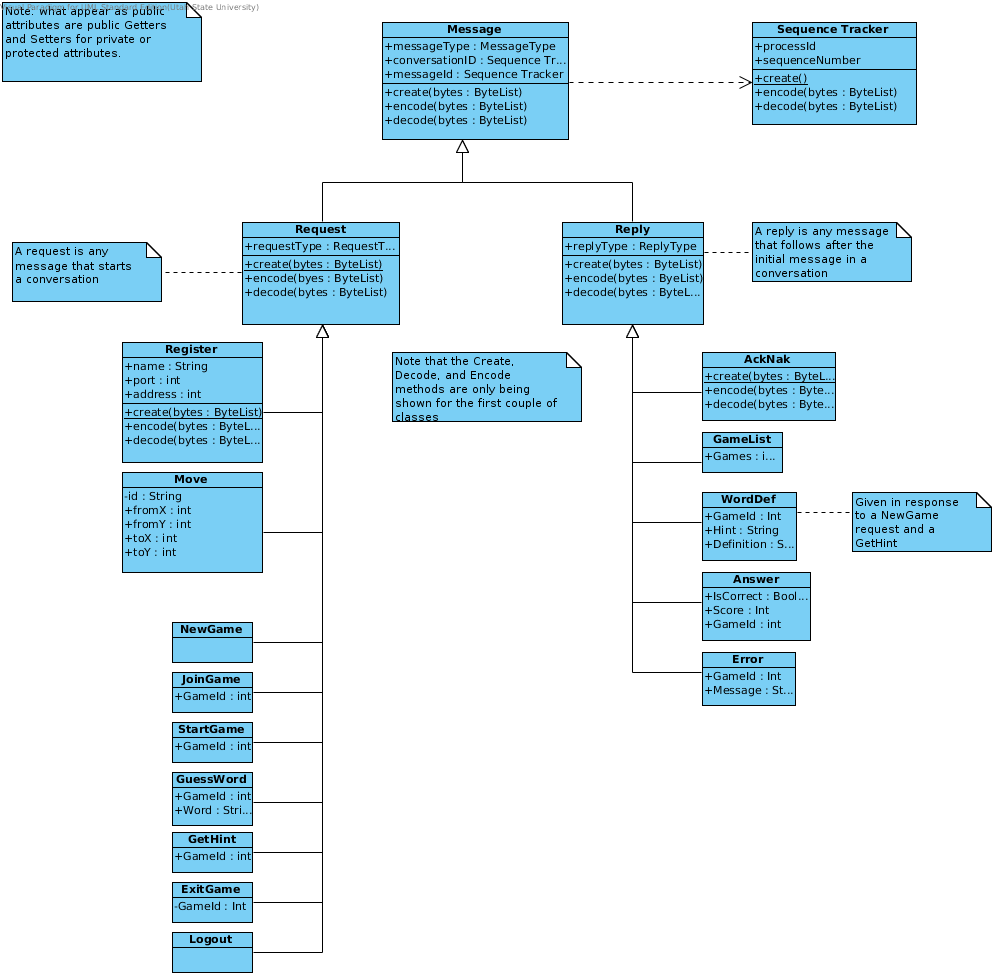 Visual Paradigm for UML Standard Edition(Utah State University)
Note: what appear as public
attributes are public Getters
and Setters for private or
protected attributes.
Message
+messageType : MessageType
+conversationID : Sequence Tr...
+messageId : Sequence Tracker
+create(bytes : ByteList)
+encode(bytes : ByteList)
+decode(bytes : ByteList)
Sequence Tracker
+processId
+sequenceNumber
+create()
+encode(bytes : ByteList)
+decode(bytes : ByteList)
A request is any
message that starts
a conversation
Request
+requestType : RequestT...
+create(bytes : ByteList)
+encode(byes : ByteList)
+decode(bytes : ByteList)
Reply
+replyType : ReplyType
+create(bytes : ByteList)
+encode(bytes : ByeList)
+decode(bytes : ByteL...
A reply is any message
that follows after the
initial message in a
conversation
Register
+name : String
+port : int
+address : int
+create(bytes : ByteList)
+encode(bytes : ByteL...
+decode(bytes : ByteL...
Note that the Create,
Decode, and Encode
methods are only being
shown for the first couple of
classes
AckNak
+create(bytes : ByteL...
+encode(bytes : Byte...
+decode(bytes : Byte...
GameList
+Games : i...
Move
-id : String
+fromX : int
+fromY : int
+toX : int
+toY : int
WordDef
+GameId : Int
+Hint : String
+Definition : S...
Given in response
to a NewGame
request and a
GetHint
Answer
+IsCorrect : Bool...
+Score : Int
+GameId : int
Error
+GameId : Int
+Message : St...
NewGame
JoinGame
+GameId : int
StartGame
+GameId : int
GuessWord
+GameId : int
+Word : Stri...
GetHint
+GameId : int
ExitGame
-GameId : Int
Logout